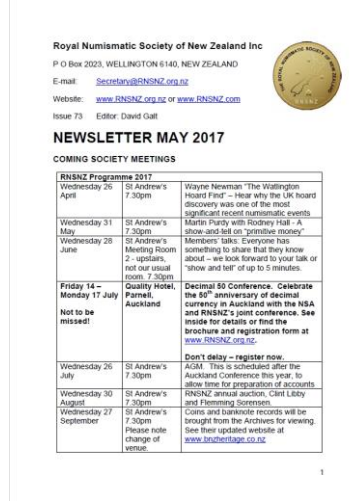 Royal Numismatic Society of New Zealand Inc
P O Box 2023, WELLINGTON 6140, NEW ZEALAND
E-mail: Secretary@RNSNZ.org.nz
Website: www.RNSNZ.org.nz or www.RNSNZ.com
Issue 73 Editor: David Galt
THE ROYAL NUMISMATIC SOCIETY OF NEW ZEALAND
RNSNZ
NEWSLETTER MAY 2017
COMING SOCIETY MEETINGS
RNSNZ Programme 2017
Wednesday 26 April
St Andrew's 7.30pm
Wayne Newman "The Watlington
Hoard Find" – Hear why the UK hoard
discovery was one of the most
significant recent numismatic events
Wednesday 31 May
St Andrew's 7.30pm
Martin Purdy with Rodney Hall - A
show-and-tell on "primitive money"
Wednesday 28
June
St Andrew's
Meeting Room
2 - upstairs,
not our usual
room. 7.30pm
Members' talks: Everyone has
something to share that they know
about – we look forward to your talk or
"show and tell" of up to 5 minutes.
Friday 14 –
Monday 17 July
Not to be
missed!
Quality Hotel,
Parnell,
Auckland
Decimal 50 Conference. Celebrate
the 50th anniversary of decimal
currency in Auckland with the NSA
and RNSNZ's joint conference. See
inside for details or find the
brochure and registration form at
www.RNSNZ.org.nz.
Don't delay – register now.
Wednesday 26
July
St Andrew's
7.30pm
AGM. This is scheduled after the
Auckland Conference this year, to
allow time for preparation of accounts
Wednesday 30
August
St Andrew's
7.30pm
RNSNZ annual auction, Clint Libby
and Flemming Sorensen.
Wednesday 27
September
St Andrew's
7.30pm
Please note
change of
venue.
Coins and banknote records will be
brought from the Archives for viewing.
See their updated website at
www.bnzheritage.co.nz
1